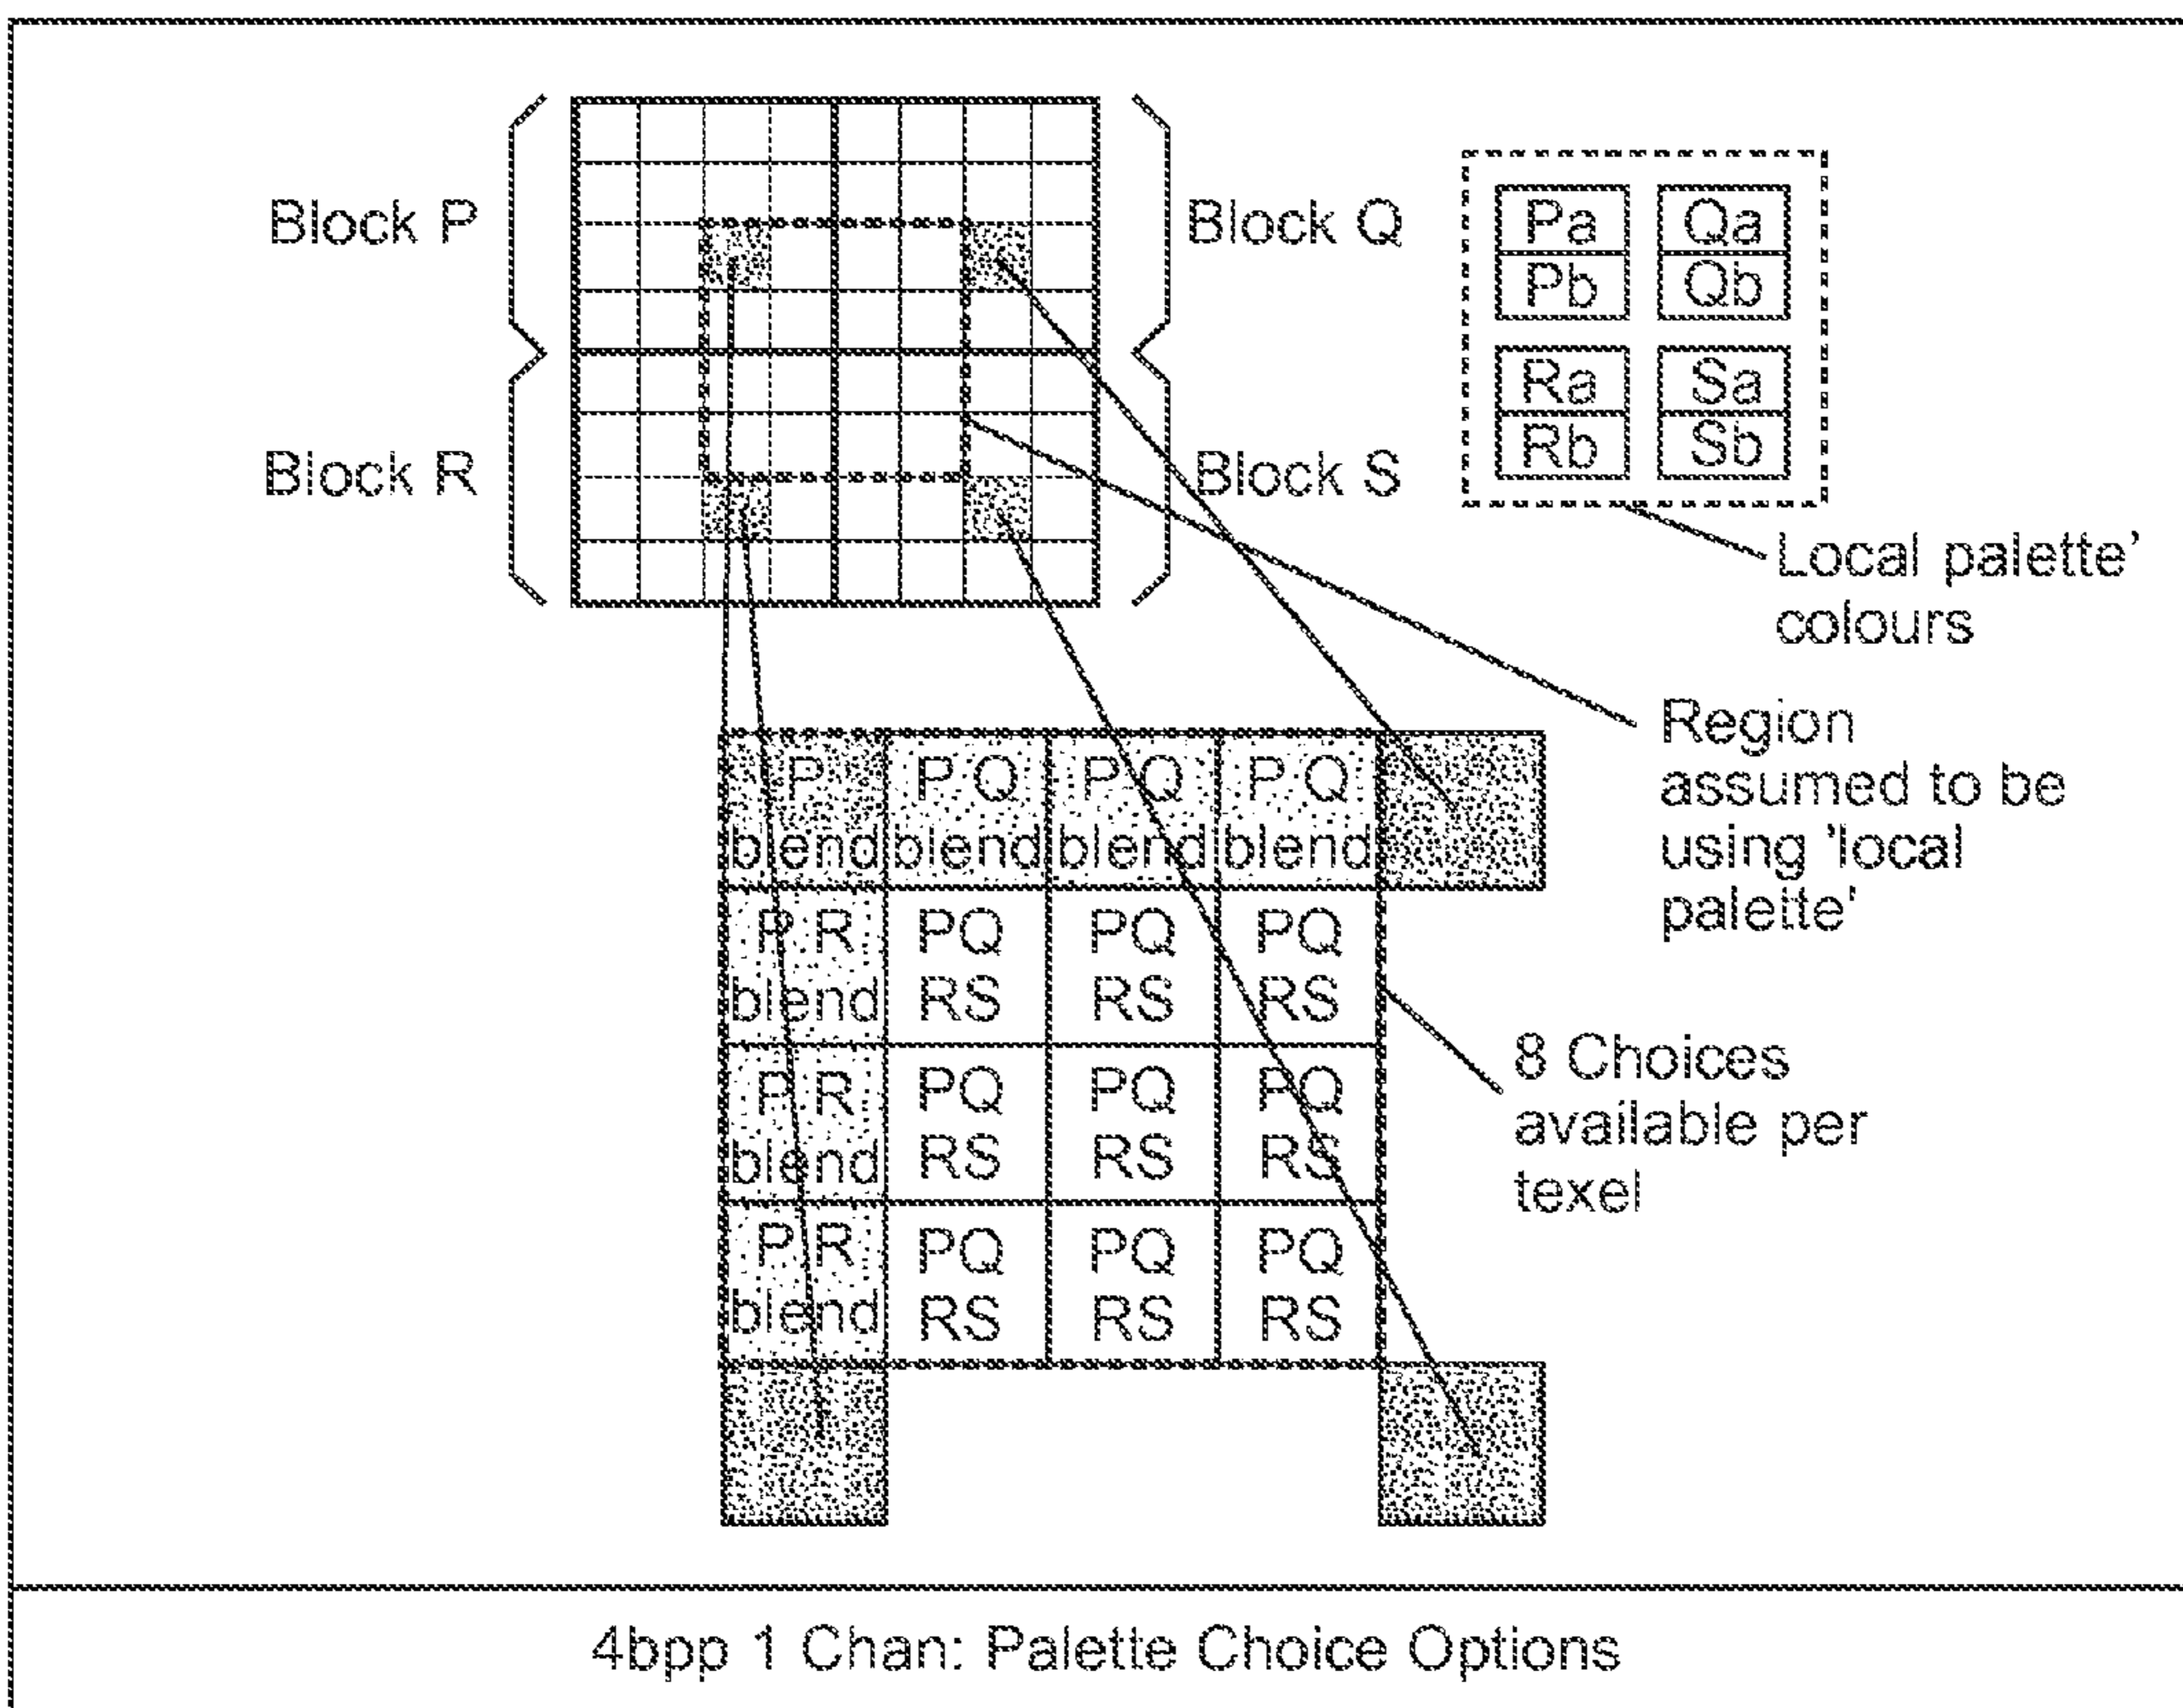 Block P
Block Q
Block R
Block S
Pa
Qa
Pb
Qb
Ra
Sa
Rb
Sb
Local palette'
colours
Region
assumed to be
using 'local
palette'
P
blend
P Q
blend
P Q
blend
P Q
blend
P R
blend
PQ
RS
PQ
RS
PQ
RS
P R
blend
PQ
RS
PQ
RS
PQ
RS
P R
blend
PQ
RS
PQ
RS
PQ
RS
8 Choices
available per
texel
4bpp 1 Chan: Palette Choice Options